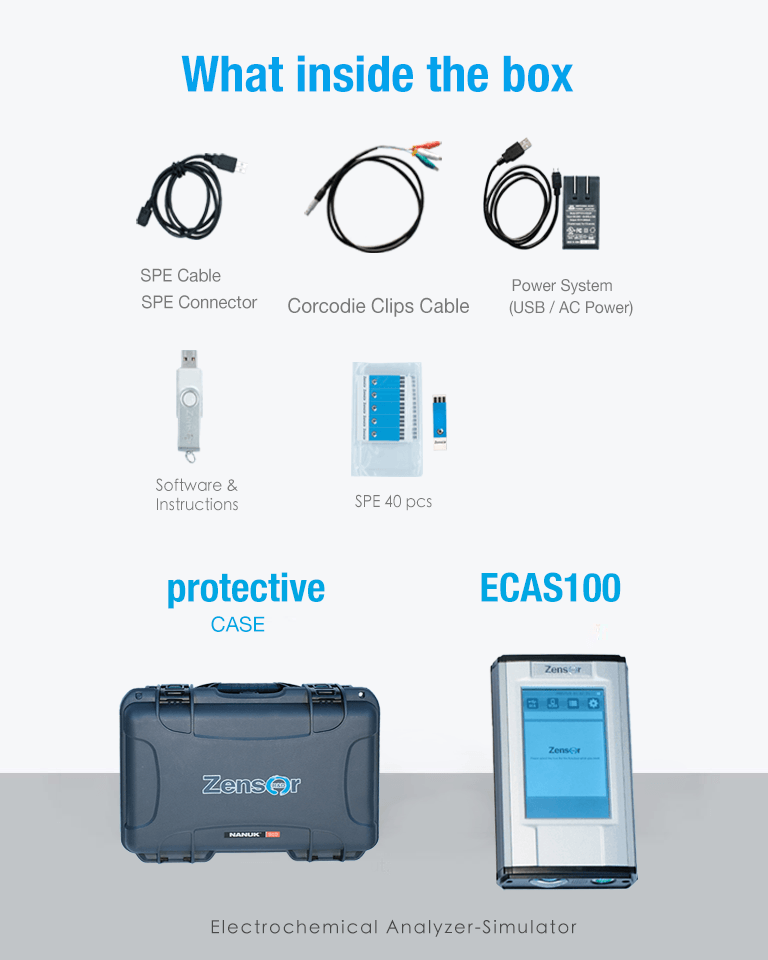 What inside the box
SPE Cable
SPE Connector
Corcodie Clips Cable
Power System
(USB / AC Power)
Software &
Instructions
SPE 40 pcs
protective
CASE
ECAS100
Zensor
Zensor
Zensor
R&D
NANUK
Zensor
Electrochemical Analyzer-Simulator